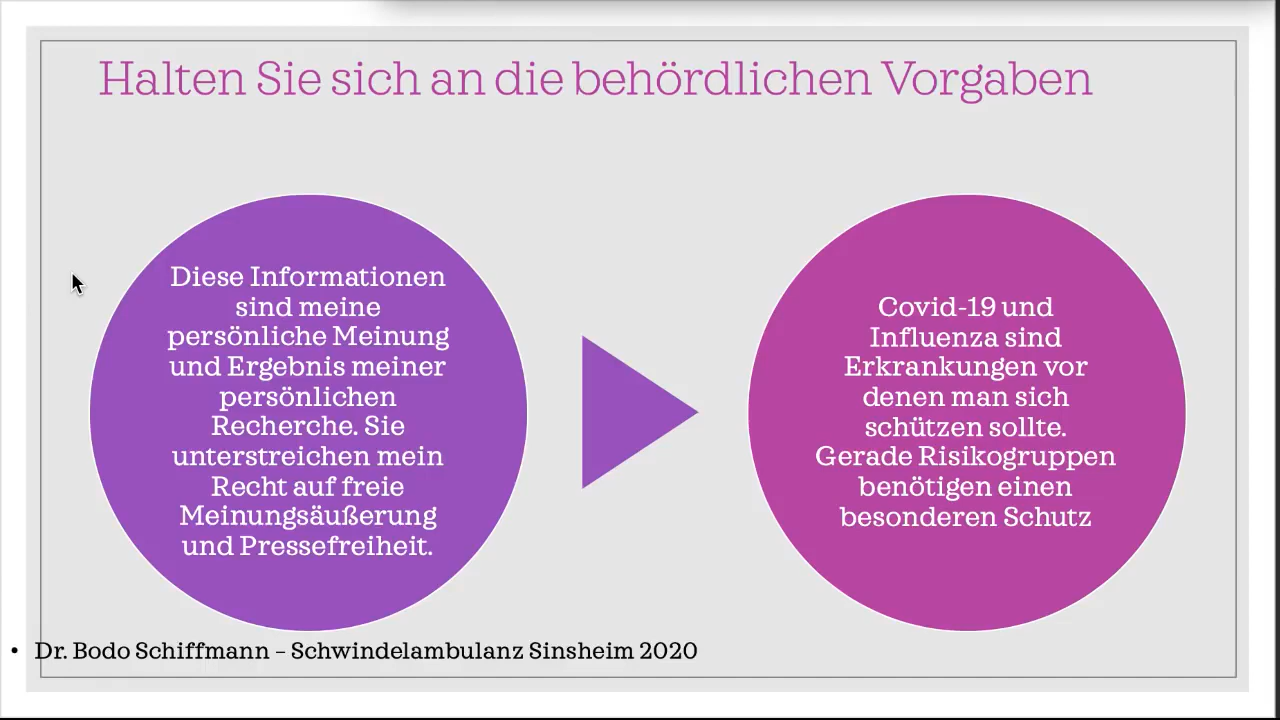 Halten Sie sich an die behördlichen Vorgaben
Diese Informationen
sind meine
persönliche Meinung
und Ergebnis meiner
persönlichen
Recherche. Sie
unterstreichen mein
Recht auf freie
Meinungsäußerung
und Pressefreiheit.
Covid-19 und
Influenza sind
Erkrankungen vor
denen man sich
schützen sollte.
Gerade Risikogruppen
benötigen einen
besonderen Schutz
• Dr. Bodo Schiffmann – Schwindelambulanz Sinsheim 2020